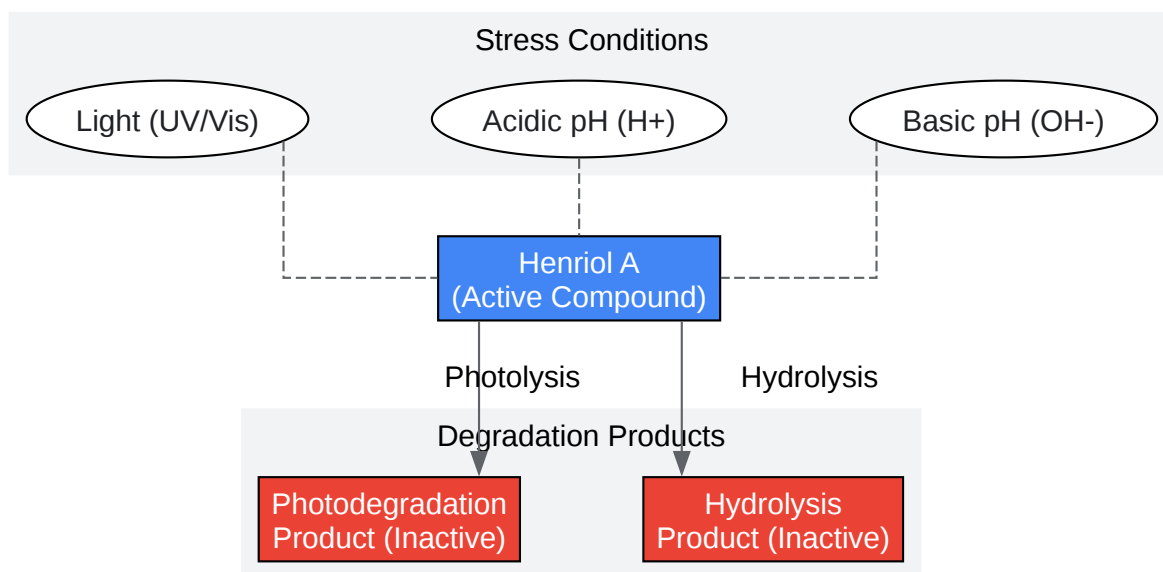 Stress Conditions
Light (UV/Vis)
Acidic pH (H+)
Basic pH (OH-)
Henriol A
(Active Compound)
Photolysis
Hydrolysis
Degradation Products
Photodegradation
Product (Inactive)
Hydrolysis
Product (Inactive)